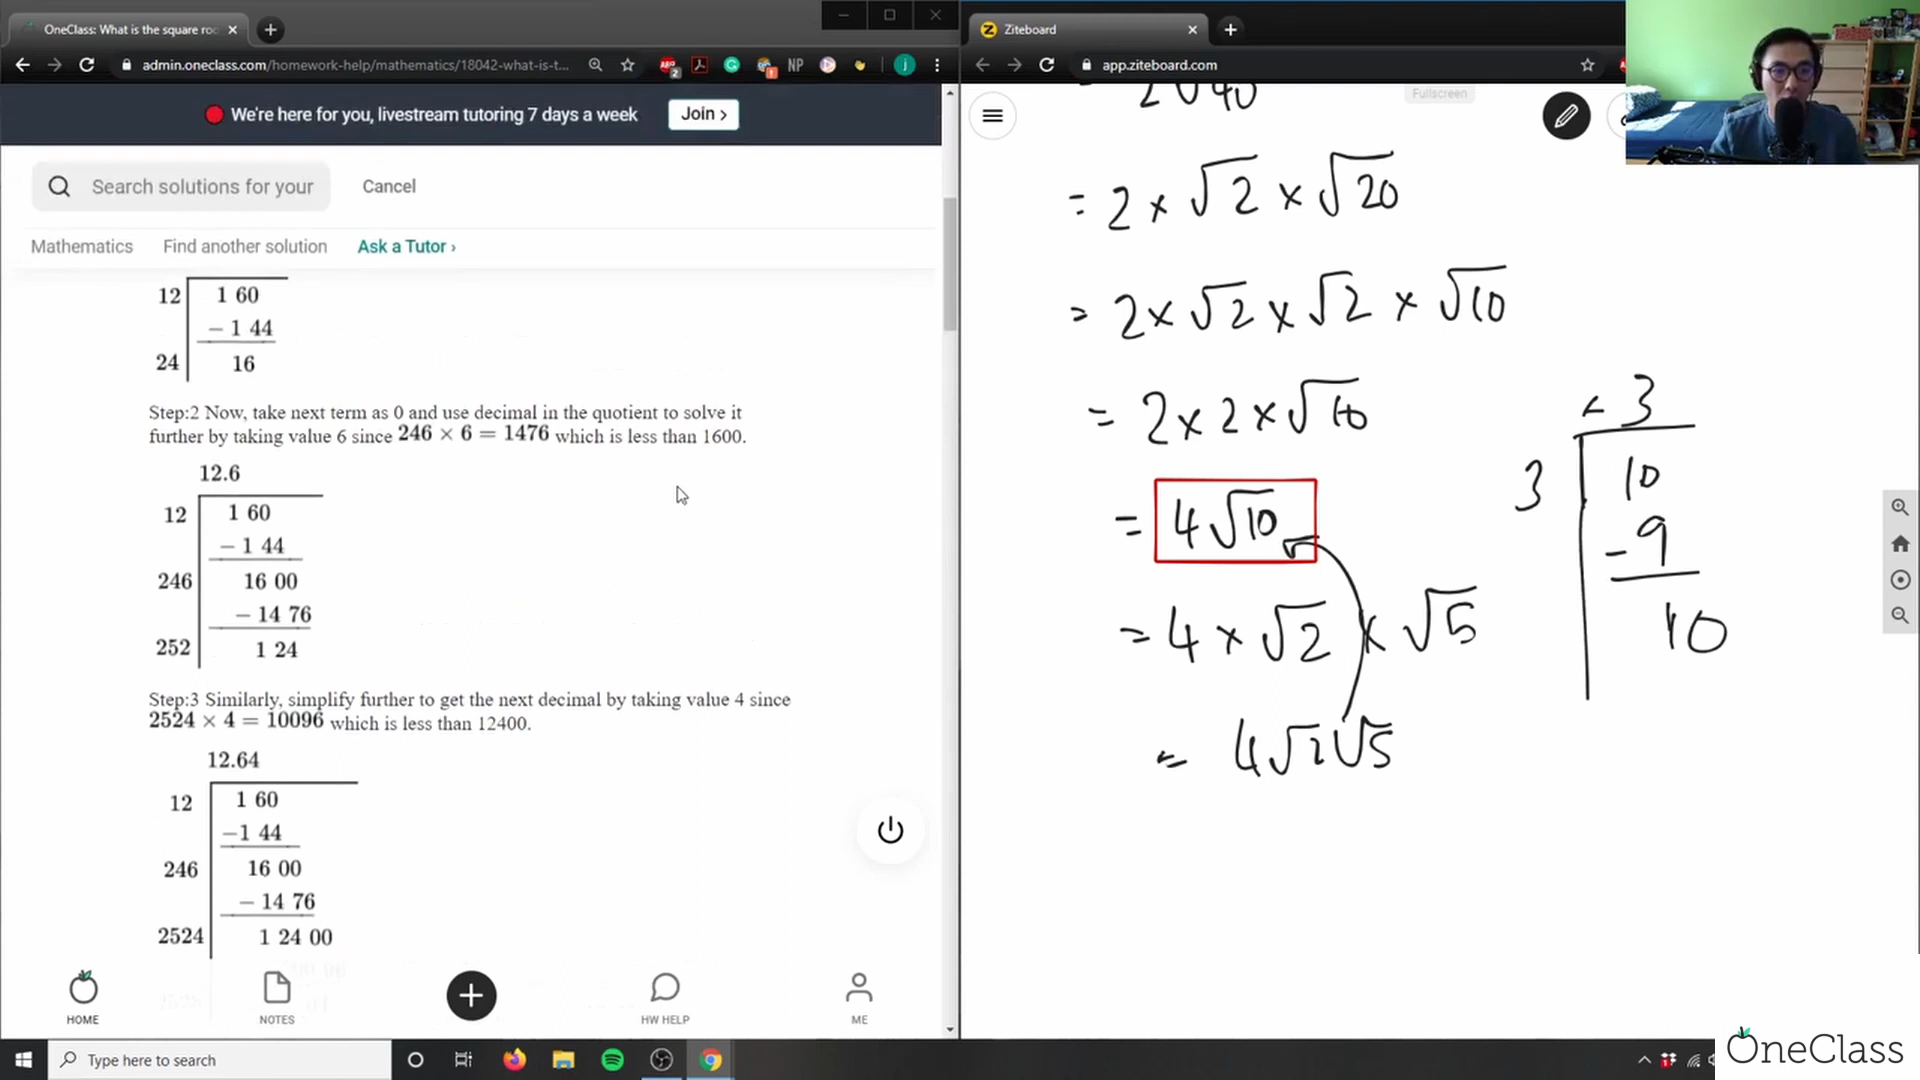 OneClass: What is the square roo
admin.oneclass.com/homework-help/mathematics/18042-what-is-t...
We're here for you, livestream tutoring 7 days a week
Join >
Search solutions for your
Cancel
Mathematics
Find another solution
Ask a Tutor ›
12 1 60
− 1 44
24 16
Step:2 Now, take next term as 0 and use decimal in the quotient to solve it
further by taking value 6 since 246 × 6 = 1476 which is less than 1600.
12.6
12 1 60
− 1 44
246 16 00
− 14 76
252 1 24
Step:3 Similarly, simplify further to get the next decimal by taking value 4 since
2524 × 4 = 10096 which is less than 12400.
12.64
12 1 60
−1 44
246 16 00
− 14 76
2524 1 24 00
HOME
NOTES
HW HELP
ME
Type here to search
Ziteboard
app.ziteboard.com
Fullscreen
2√40
= 2 × √2 × √20
= 2 × √2 × √2 × √10
= 2 × 2 × √10
= 4√10
= 4 × √2 × √5
= 4√2√5
3
3 10
- 9
10
OneClass